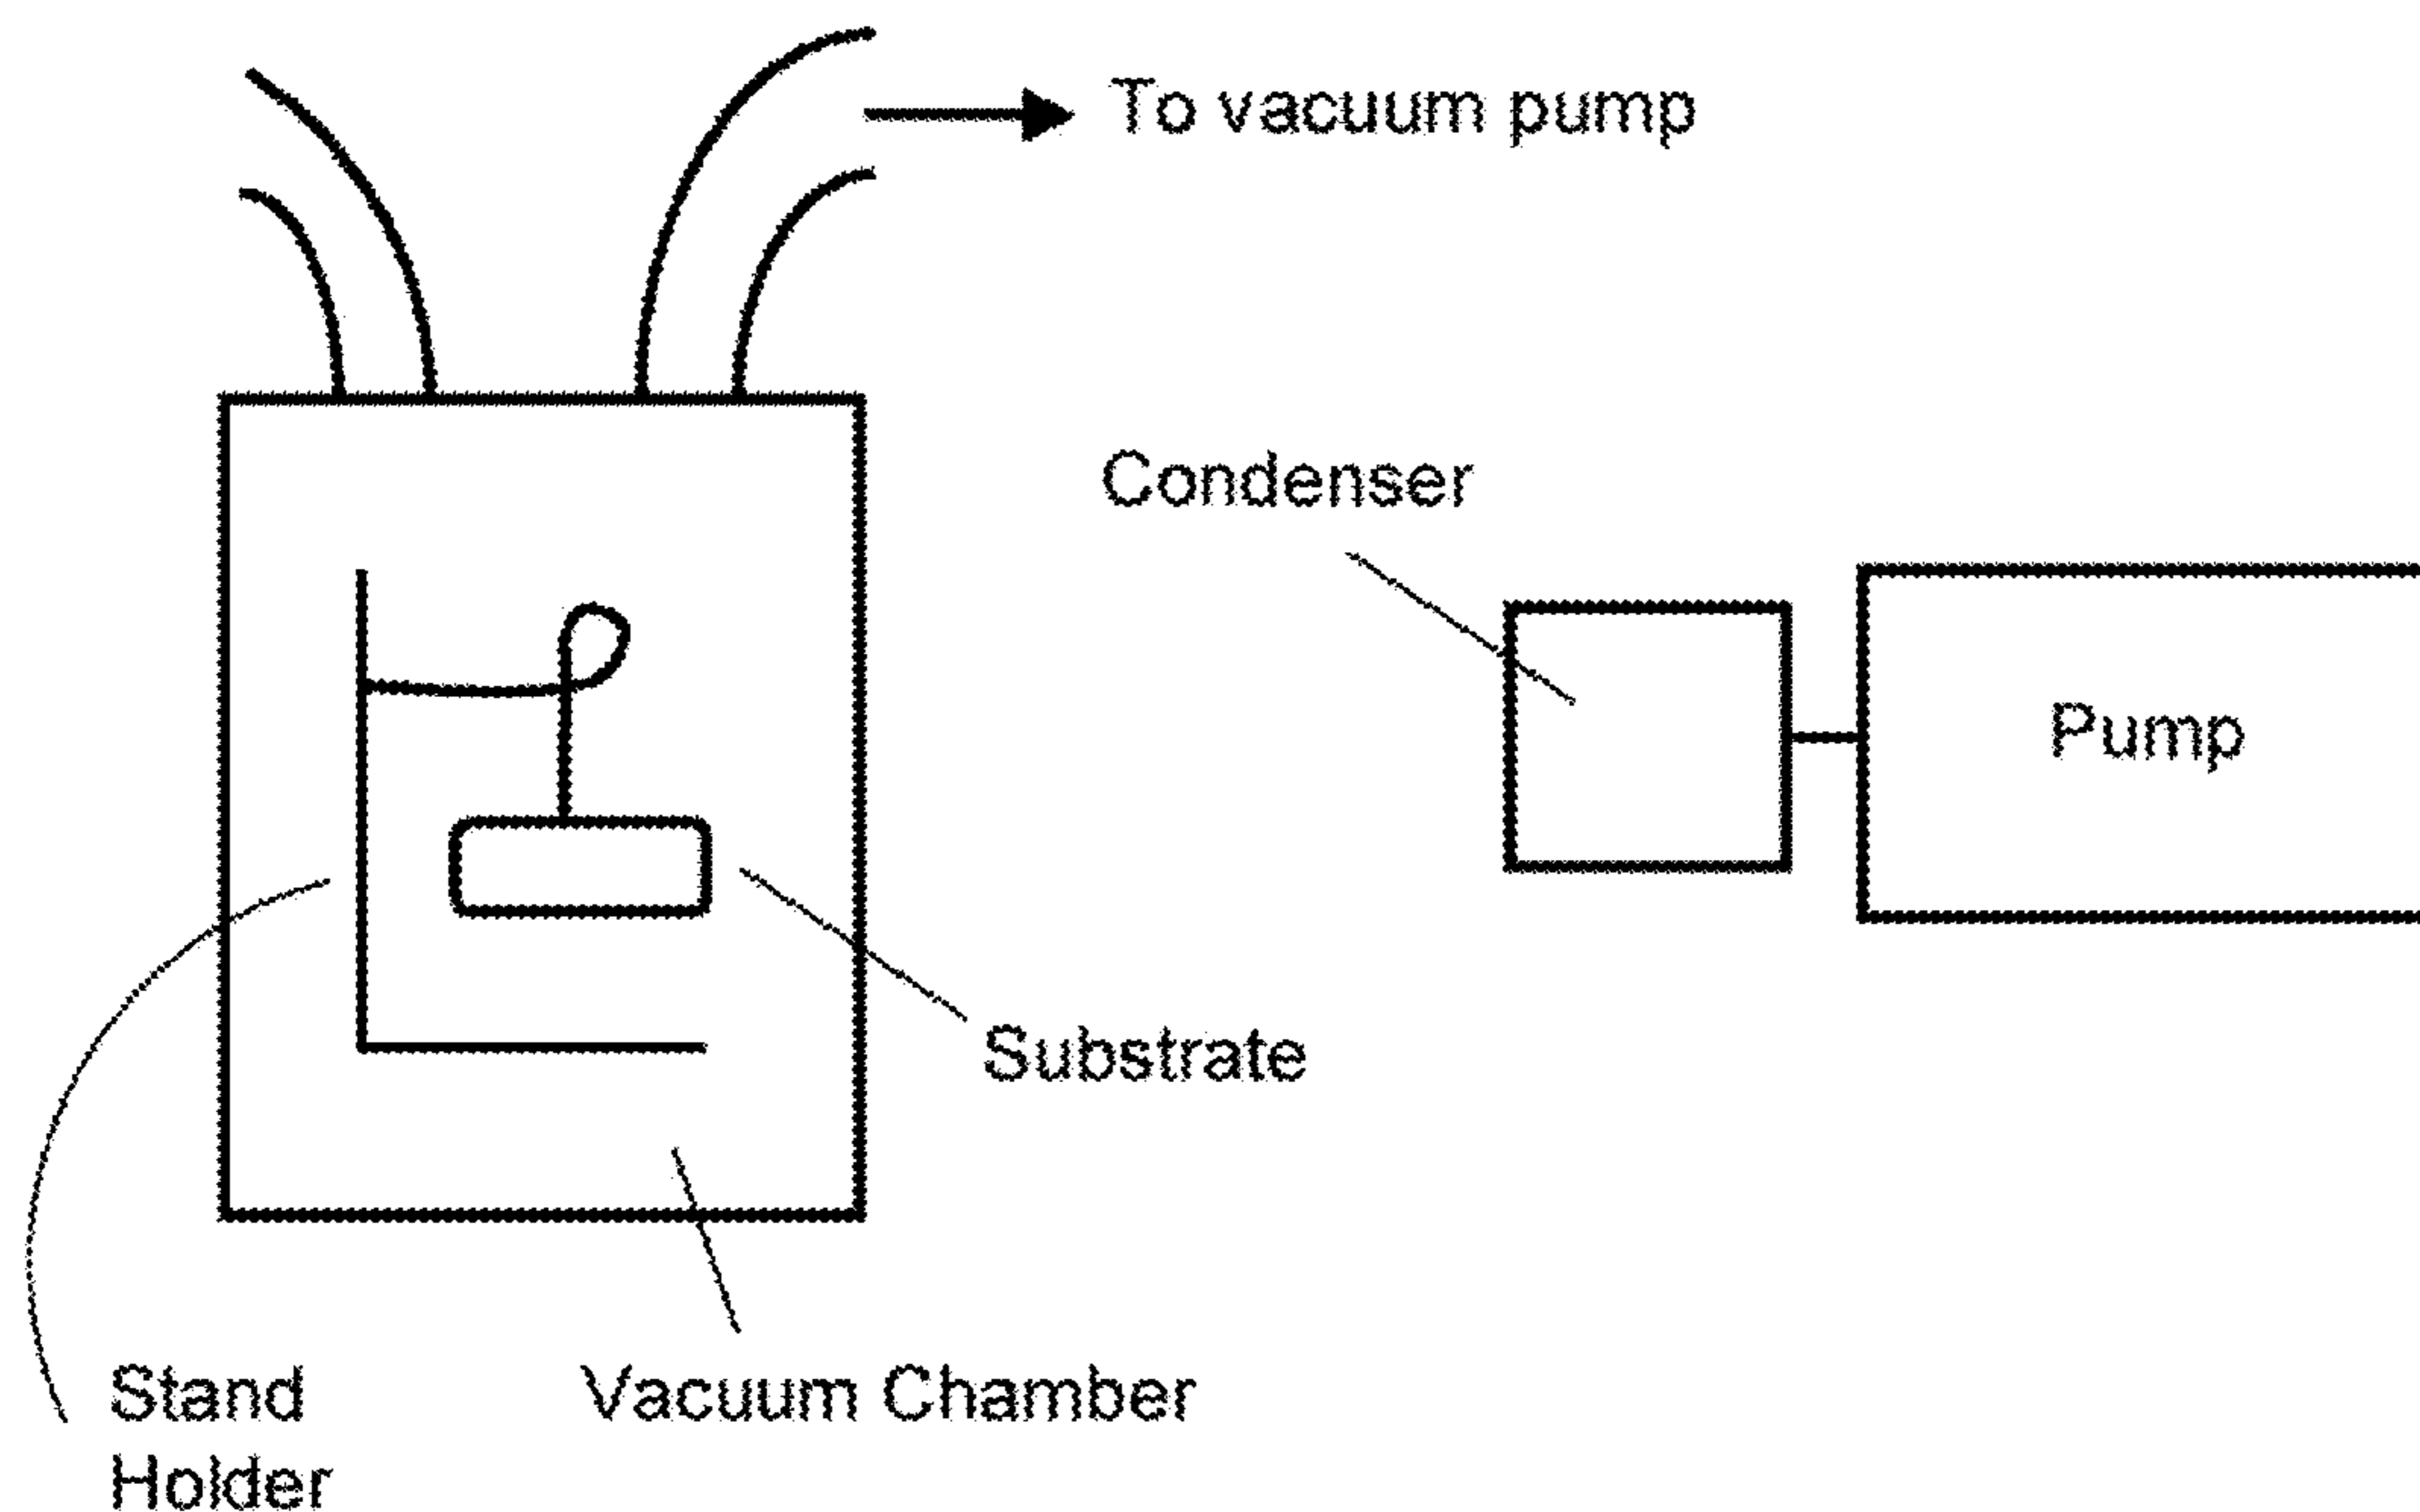 To vacuum pump
Condenser
Pump
Substrate
Stand
Holder
Vacuum Chamber